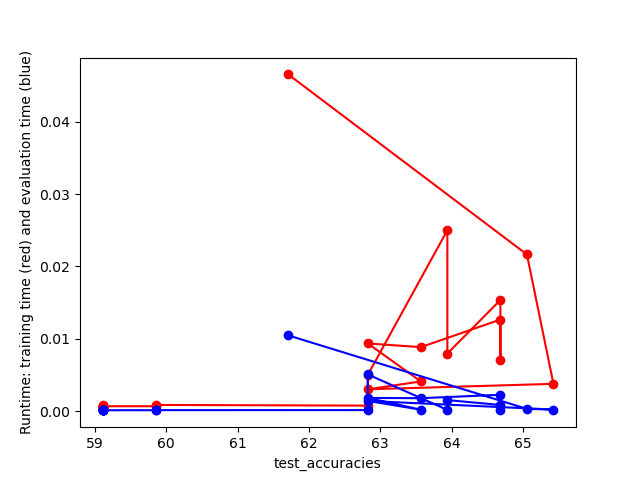 Runtime: training time (red) and evaluation time (blue)
0.04
0.03
0.02
0.01
0.00
59 60 61 62 63 64 65
test_accuracies